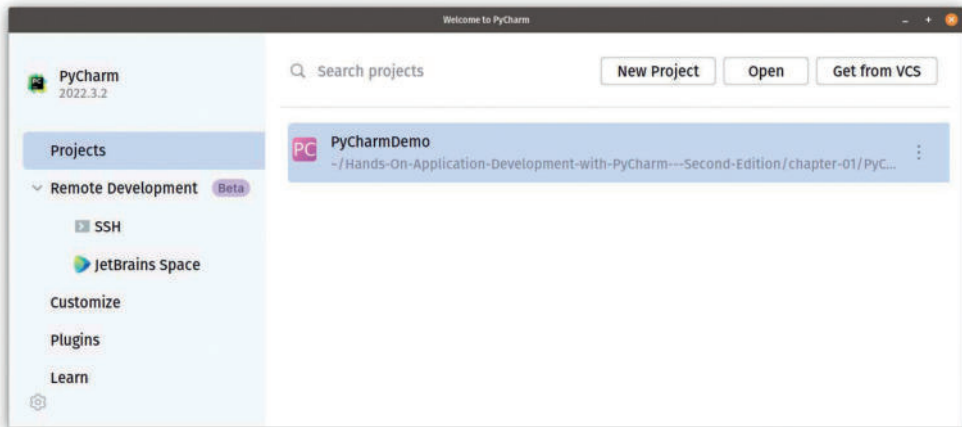 Welcome to PyCharm
PyCharm
2022.3.2
Search projects
New Project
Open
Get from VCS
Projects
PC
PyCharmDemo
~/Hands-On-Application-Development-with-PyCharm---Second-Edition/chapter-01/PyC...
Remote Development Beta
SSH
JetBrains Space
Customize
Plugins
Learn